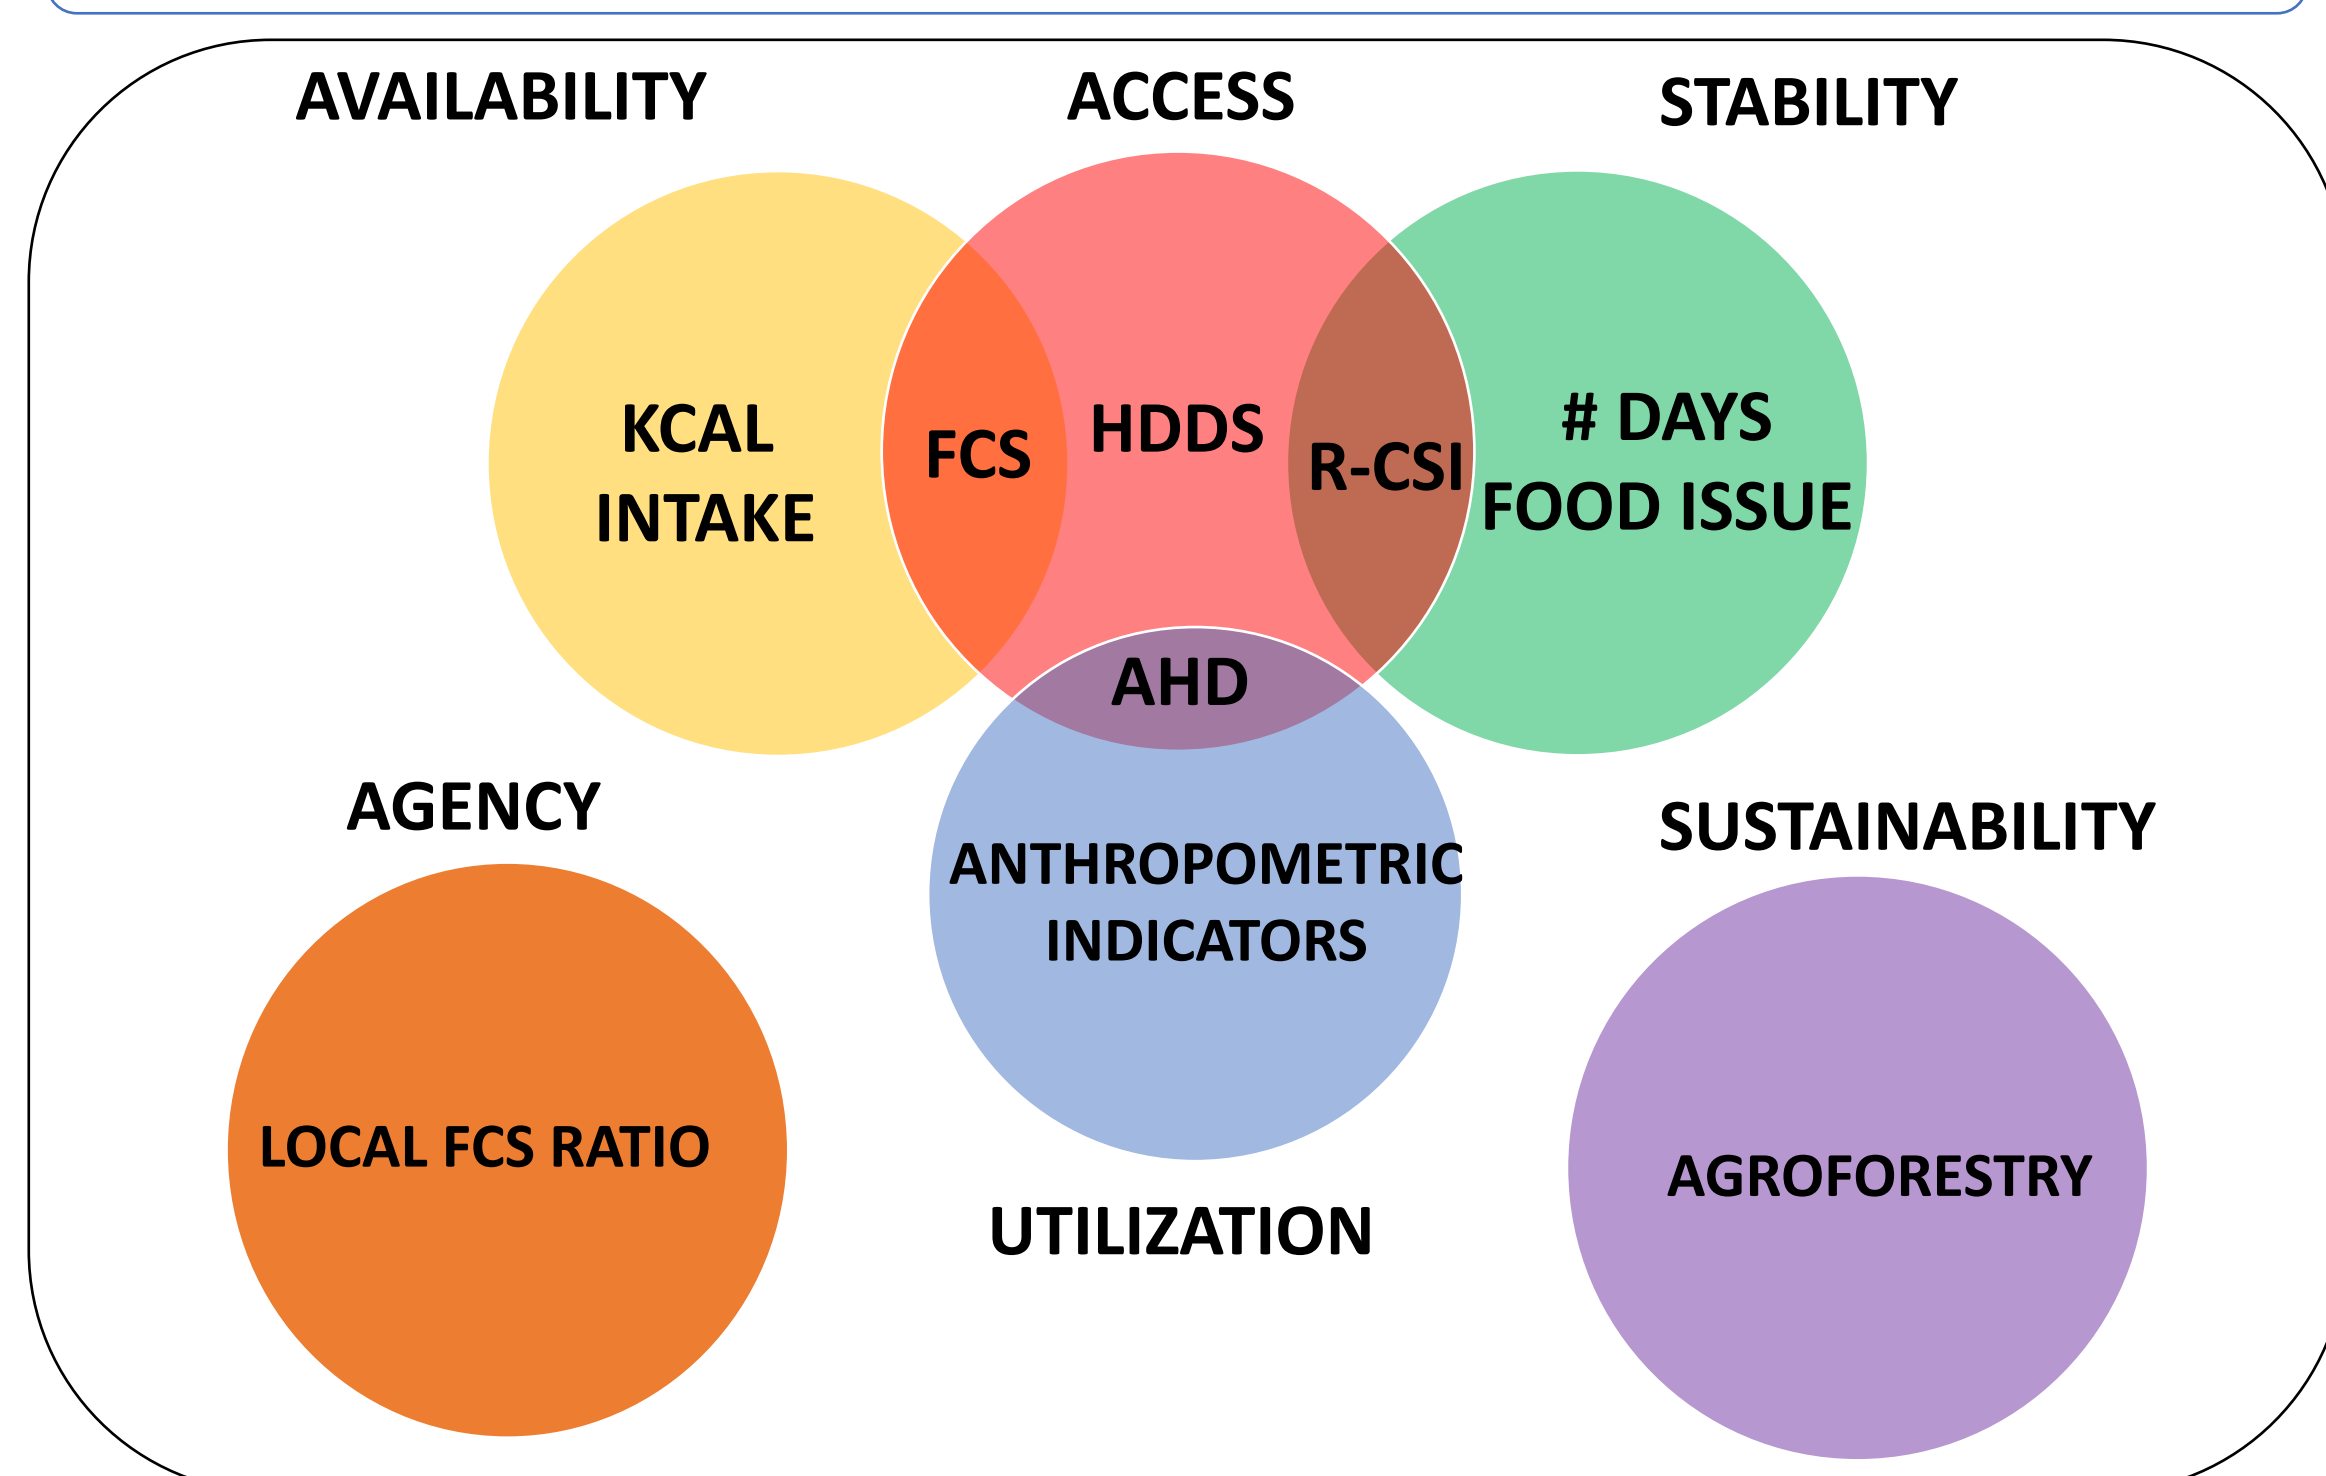 AVAILABILITY
ACCESS
STABILITY
KCAL
INTAKE
FCS
HDDS
R-CSI
# DAYS
FOOD ISSUE
AHD
AGENCY
ANTHROPOMETRIC
INDICATORS
SUSTAINABILITY
LOCAL FCS RATIO
UTILIZATION
AGROFORESTRY